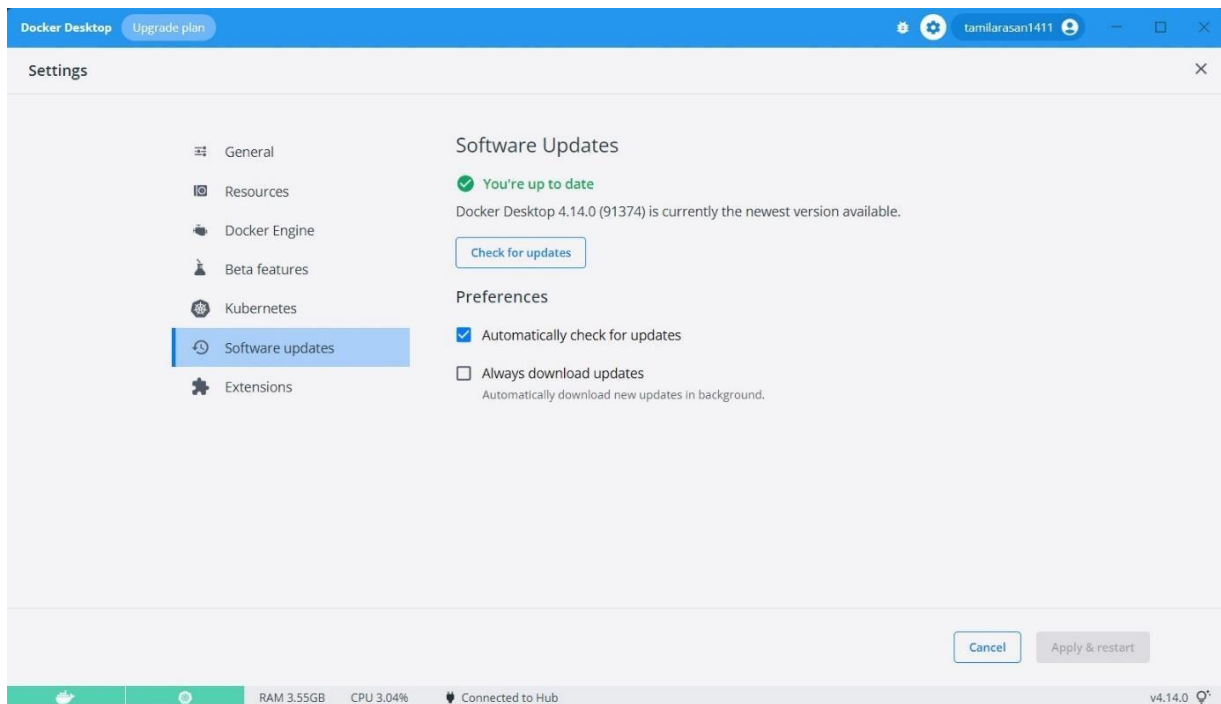 Docker Desktop Upgrade plan tamilarasan1411
Settings
General
Resources
Docker Engine
Beta features
Kubernetes
Software updates
Extensions
Software Updates
You're up to date
Docker Desktop 4.14.0 (91374) is currently the newest version available.
Check for updates
Preferences
Automatically check for updates
Always download updates
Automatically download new updates in background.
Cancel Apply & restart
RAM 3.55GB CPU 3.04% Connected to Hub v4.14.0